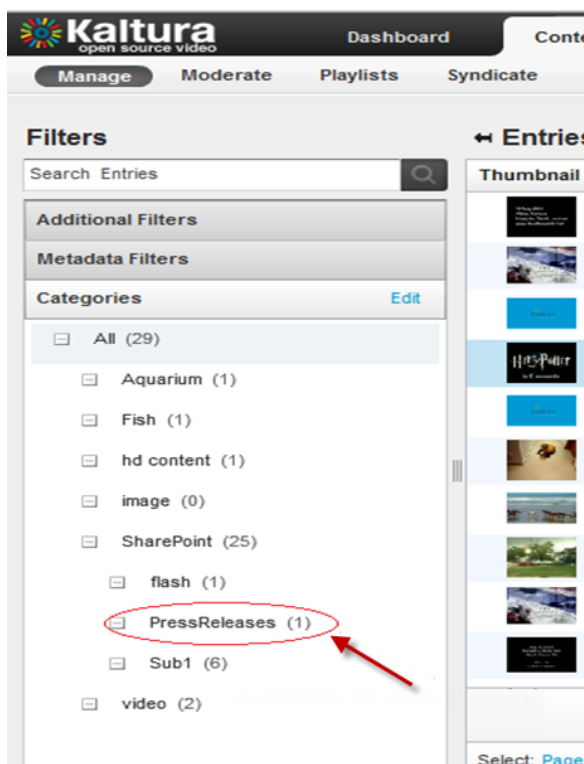 Kaltura
open source video
Dashboard
Conte
Manage Moderate Playlists Syndicate
Filters
Search Entries
Additional Filters
Metadata Filters
Categories Edit
All (29)
Aquarium (1)
Fish (1)
hd content (1)
image (0)
SharePoint (25)
flash (1)
PressReleases (1)
Sub1 (6)
video (2)
Entries
Thumbnail
Harry Potter
Select: Page